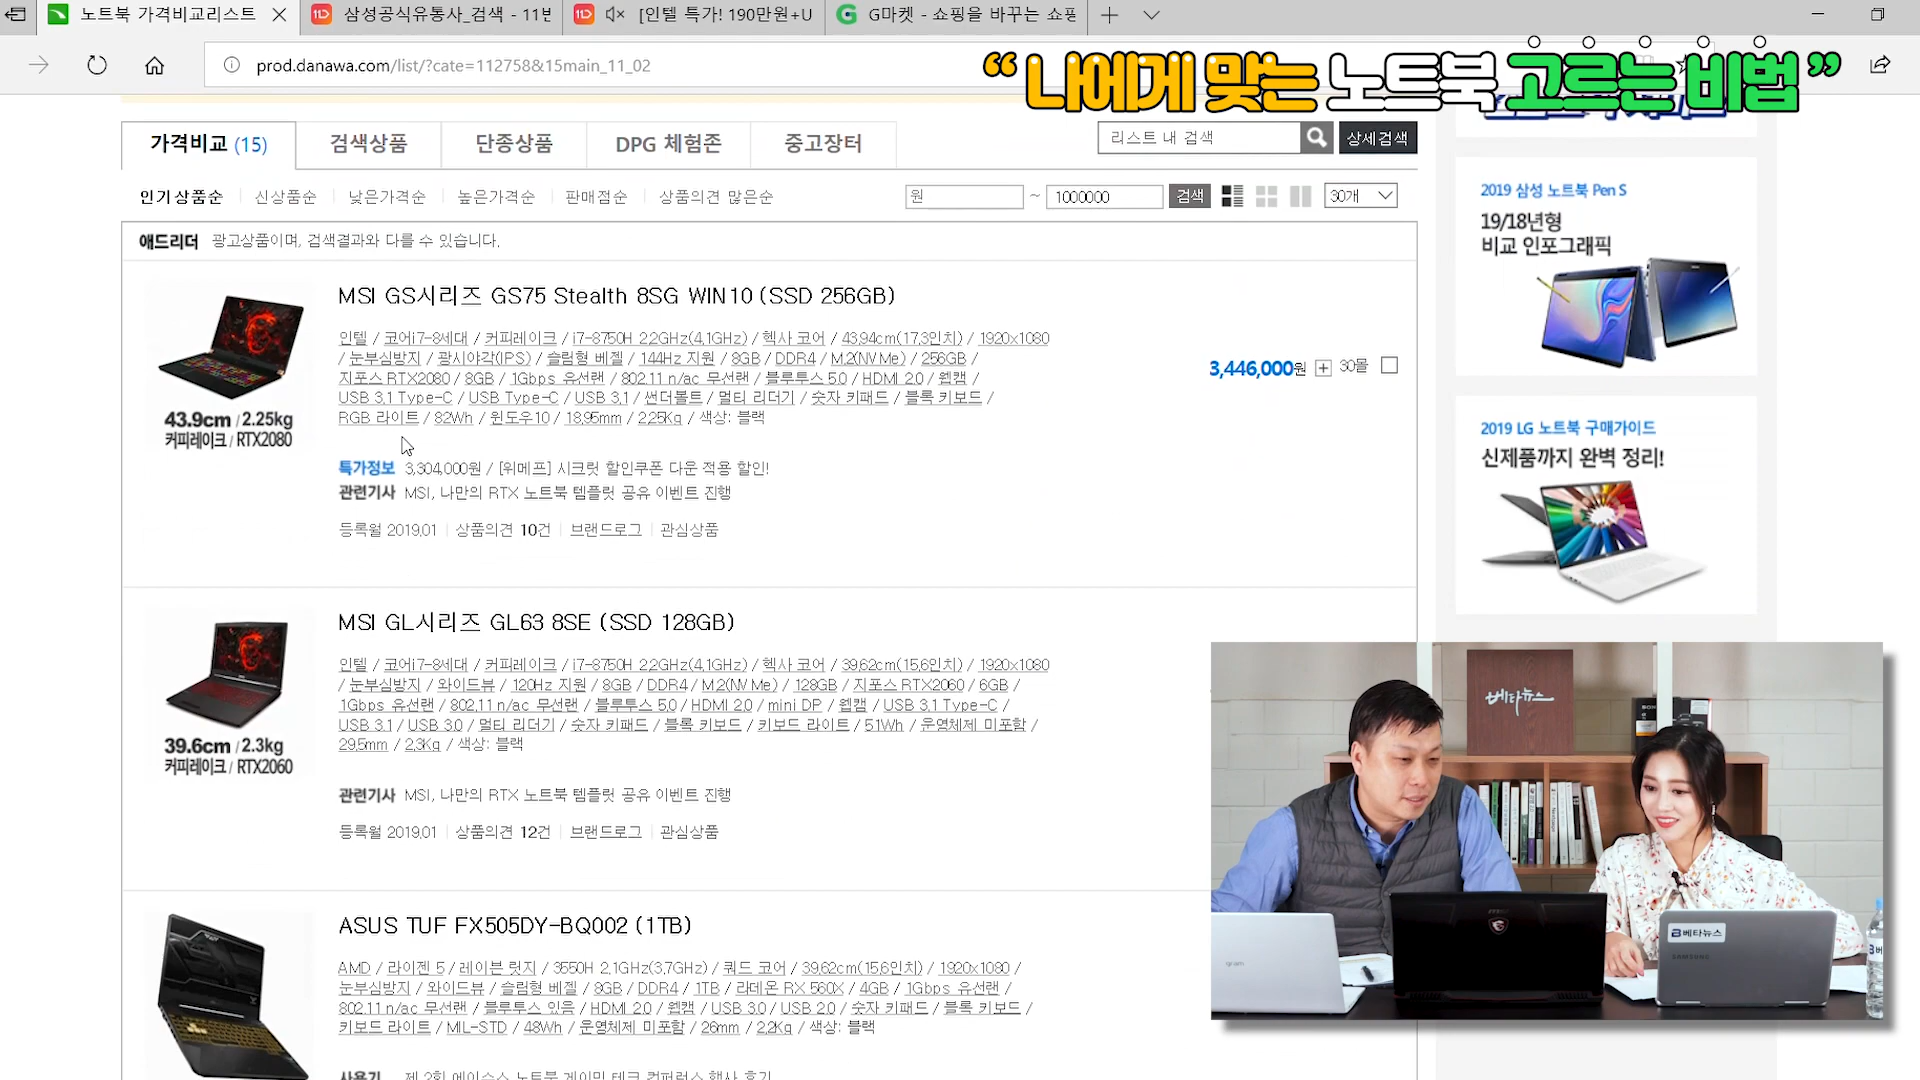 노트북 가격비교리스트
삼성공식유통사_검색 - 11번
[인텔 특가! 190만원+U
G마켓 - 쇼핑을 바꾸는 쇼핑
prod.danawa.com/list/?cate=112758&15main_11_02
“나에게 맞는 노트북 고르는 비법”
가격비교 (15)
검색상품
단종상품
DPG 체험존
중고장터
리스트 내 검색
상세검색
인기상품순
신상품순
낮은가격순
높은가격순
판매점순
상품의견 많은순
원 ~ 1000000 검색 30개
애드리더 광고상품이며, 검색결과와 다를 수 있습니다.
MSI GS시리즈 GS75 Stealth 8SG WIN10 (SSD 256GB)
인텔 / 코어i7-8세대 / 커피레이크 / i7-8750H 2.2GHz(4.1GHz) / 헥사 코어 / 43.94cm(17.3인치) / 1920x1080
/ 눈부심방지 / 광시야각(IPS) / 슬림형 베젤 / 144Hz 지원 / 8GB / DDR4 / M.2(NVMe) / 256GB /
지포스 RTX2080 / 8GB / 1Gbps 유선랜 / 802.11 n/ac 무선랜 / 블루투스 5.0 / HDMI 2.0 / 웹캠 /
USB 3.1 Type-C / USB Type-C / USB 3.1 / 썬더볼트 / 멀티 리더기 / 숫자 키패드 / 블록 키보드 /
RGB 라이트 / 82Wh / 윈도우10 / 18.95mm / 2.25Kg / 색상: 블랙
43.9cm / 2.25kg
커피레이크 / RTX2080
3,446,000원 30몰
특가정보 3,304,000원 / [위메프] 시크릿 할인쿠폰 다운 적용 할인!
관련기사 MSI, 나만의 RTX 노트북 템플릿 공유 이벤트 진행
등록월 2019.01 상품의견 10건 브랜드로그 관심상품
MSI GL시리즈 GL63 8SE (SSD 128GB)
인텔 / 코어i7-8세대 / 커피레이크 / i7-8750H 2.2GHz(4.1GHz) / 헥사 코어 / 39.62cm(15.6인치) / 1920x1080
/ 눈부심방지 / 와이드뷰 / 120Hz 지원 / 8GB / DDR4 / M.2(NVMe) / 128GB / 지포스 RTX2060 / 6GB /
1Gbps 유선랜 / 802.11 n/ac 무선랜 / 블루투스 5.0 / HDMI 2.0 / mini DP / 웹캠 / USB 3.1 Type-C /
USB 3.1 / USB 3.0 / 멀티 리더기 / 숫자 키패드 / 블록 키보드 / 키보드 라이트 / 51Wh / 운영체제 미포함 /
29.5mm / 2.3Kg / 색상: 블랙
39.6cm / 2.3kg
커피레이크 / RTX2060
관련기사 MSI, 나만의 RTX 노트북 템플릿 공유 이벤트 진행
등록월 2019.01 상품의견 12건 브랜드로그 관심상품
ASUS TUF FX505DY-BQ002 (1TB)
AMD / 라이젠 5 / 레이븐 릿지 / 3550H 2.1GHz(3.7GHz) / 쿼드 코어 / 39.62cm(15.6인치) / 1920x1080 /
눈부심방지 / 와이드뷰 / 슬림형 베젤 / 8GB / DDR4 / 1TB / 라데온 RX 560X / 4GB / 1Gbps 유선랜 /
802.11 n/ac 무선랜 / 블루투스 있음 / HDMI 2.0 / 웹캠 / USB 3.0 / USB 2.0 / 숫자 키패드 / 블록 키보드 /
키보드 라이트 / MIL-STD / 48Wh / 운영체제 미포함 / 26mm / 2.2Kg / 색상: 블랙
사용기 제 2회 에이수스 노트북 게이밍 테크 컨퍼런스 행사 후기
2019 삼성 노트북 Pen S
19/18년형
비교 인포그래픽
2019 LG 노트북 구매가이드
신제품까지 완벽 정리!
베타뉴스
gram
베타뉴스
SAMSUNG